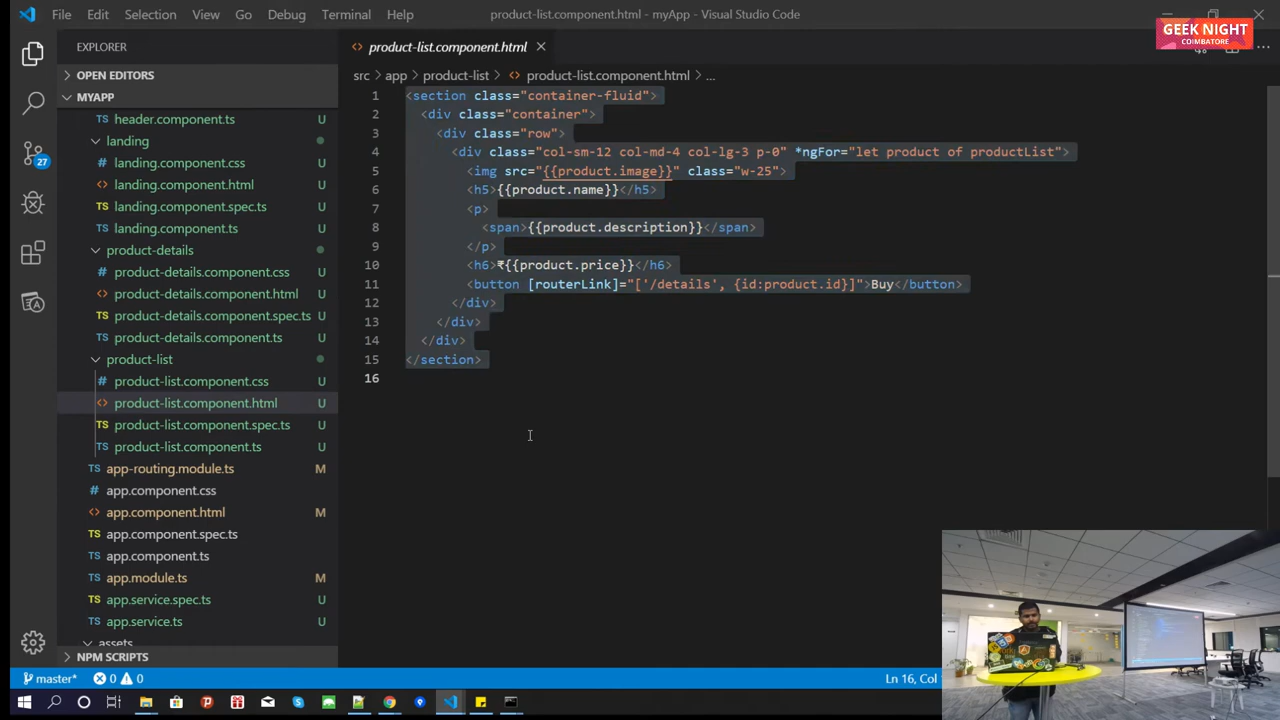 File Edit Selection View Go Debug Terminal Help
product-list.component.html - myApp - Visual Studio Code
GEEK NIGHT
COIMBATORE
EXPLORER
OPEN EDITORS
MYAPP
header.component.ts U
landing
landing.component.css U
landing.component.html U
landing.component.spec.ts U
landing.component.ts U
product-details
product-details.component.css U
product-details.component.html U
product-details.component.spec.ts U
product-details.component.ts U
product-list
product-list.component.css U
product-list.component.html U
product-list.component.spec.ts U
product-list.component.ts U
app-routing.module.ts M
app.component.css
app.component.html M
app.component.spec.ts
app.component.ts
app.module.ts M
app.service.spec.ts U
app.service.ts U
assets
NPM SCRIPTS
27
product-list.component.html
src > app > product-list > product-list.component.html > ...
1 <section class="container-fluid">
2 <div class="container">
3 <div class="row">
4 <div class="col-sm-12 col-md-4 col-lg-3 p-0" *ngFor="let product of productList">
5 <img src="{{product.image}}" class="w-25">
6 <h5>{{product.name}}</h5>
7 <p>
8 <span>{{product.description}}</span>
9 </p>
10 <h6>₹{{product.price}}</h6>
11 <button [routerLink]="['/details', {id:product.id}]">Buy</button>
12 </div>
13 </div>
14 </div>
15 </section>
16
master* 0 0
Ln 16, Col